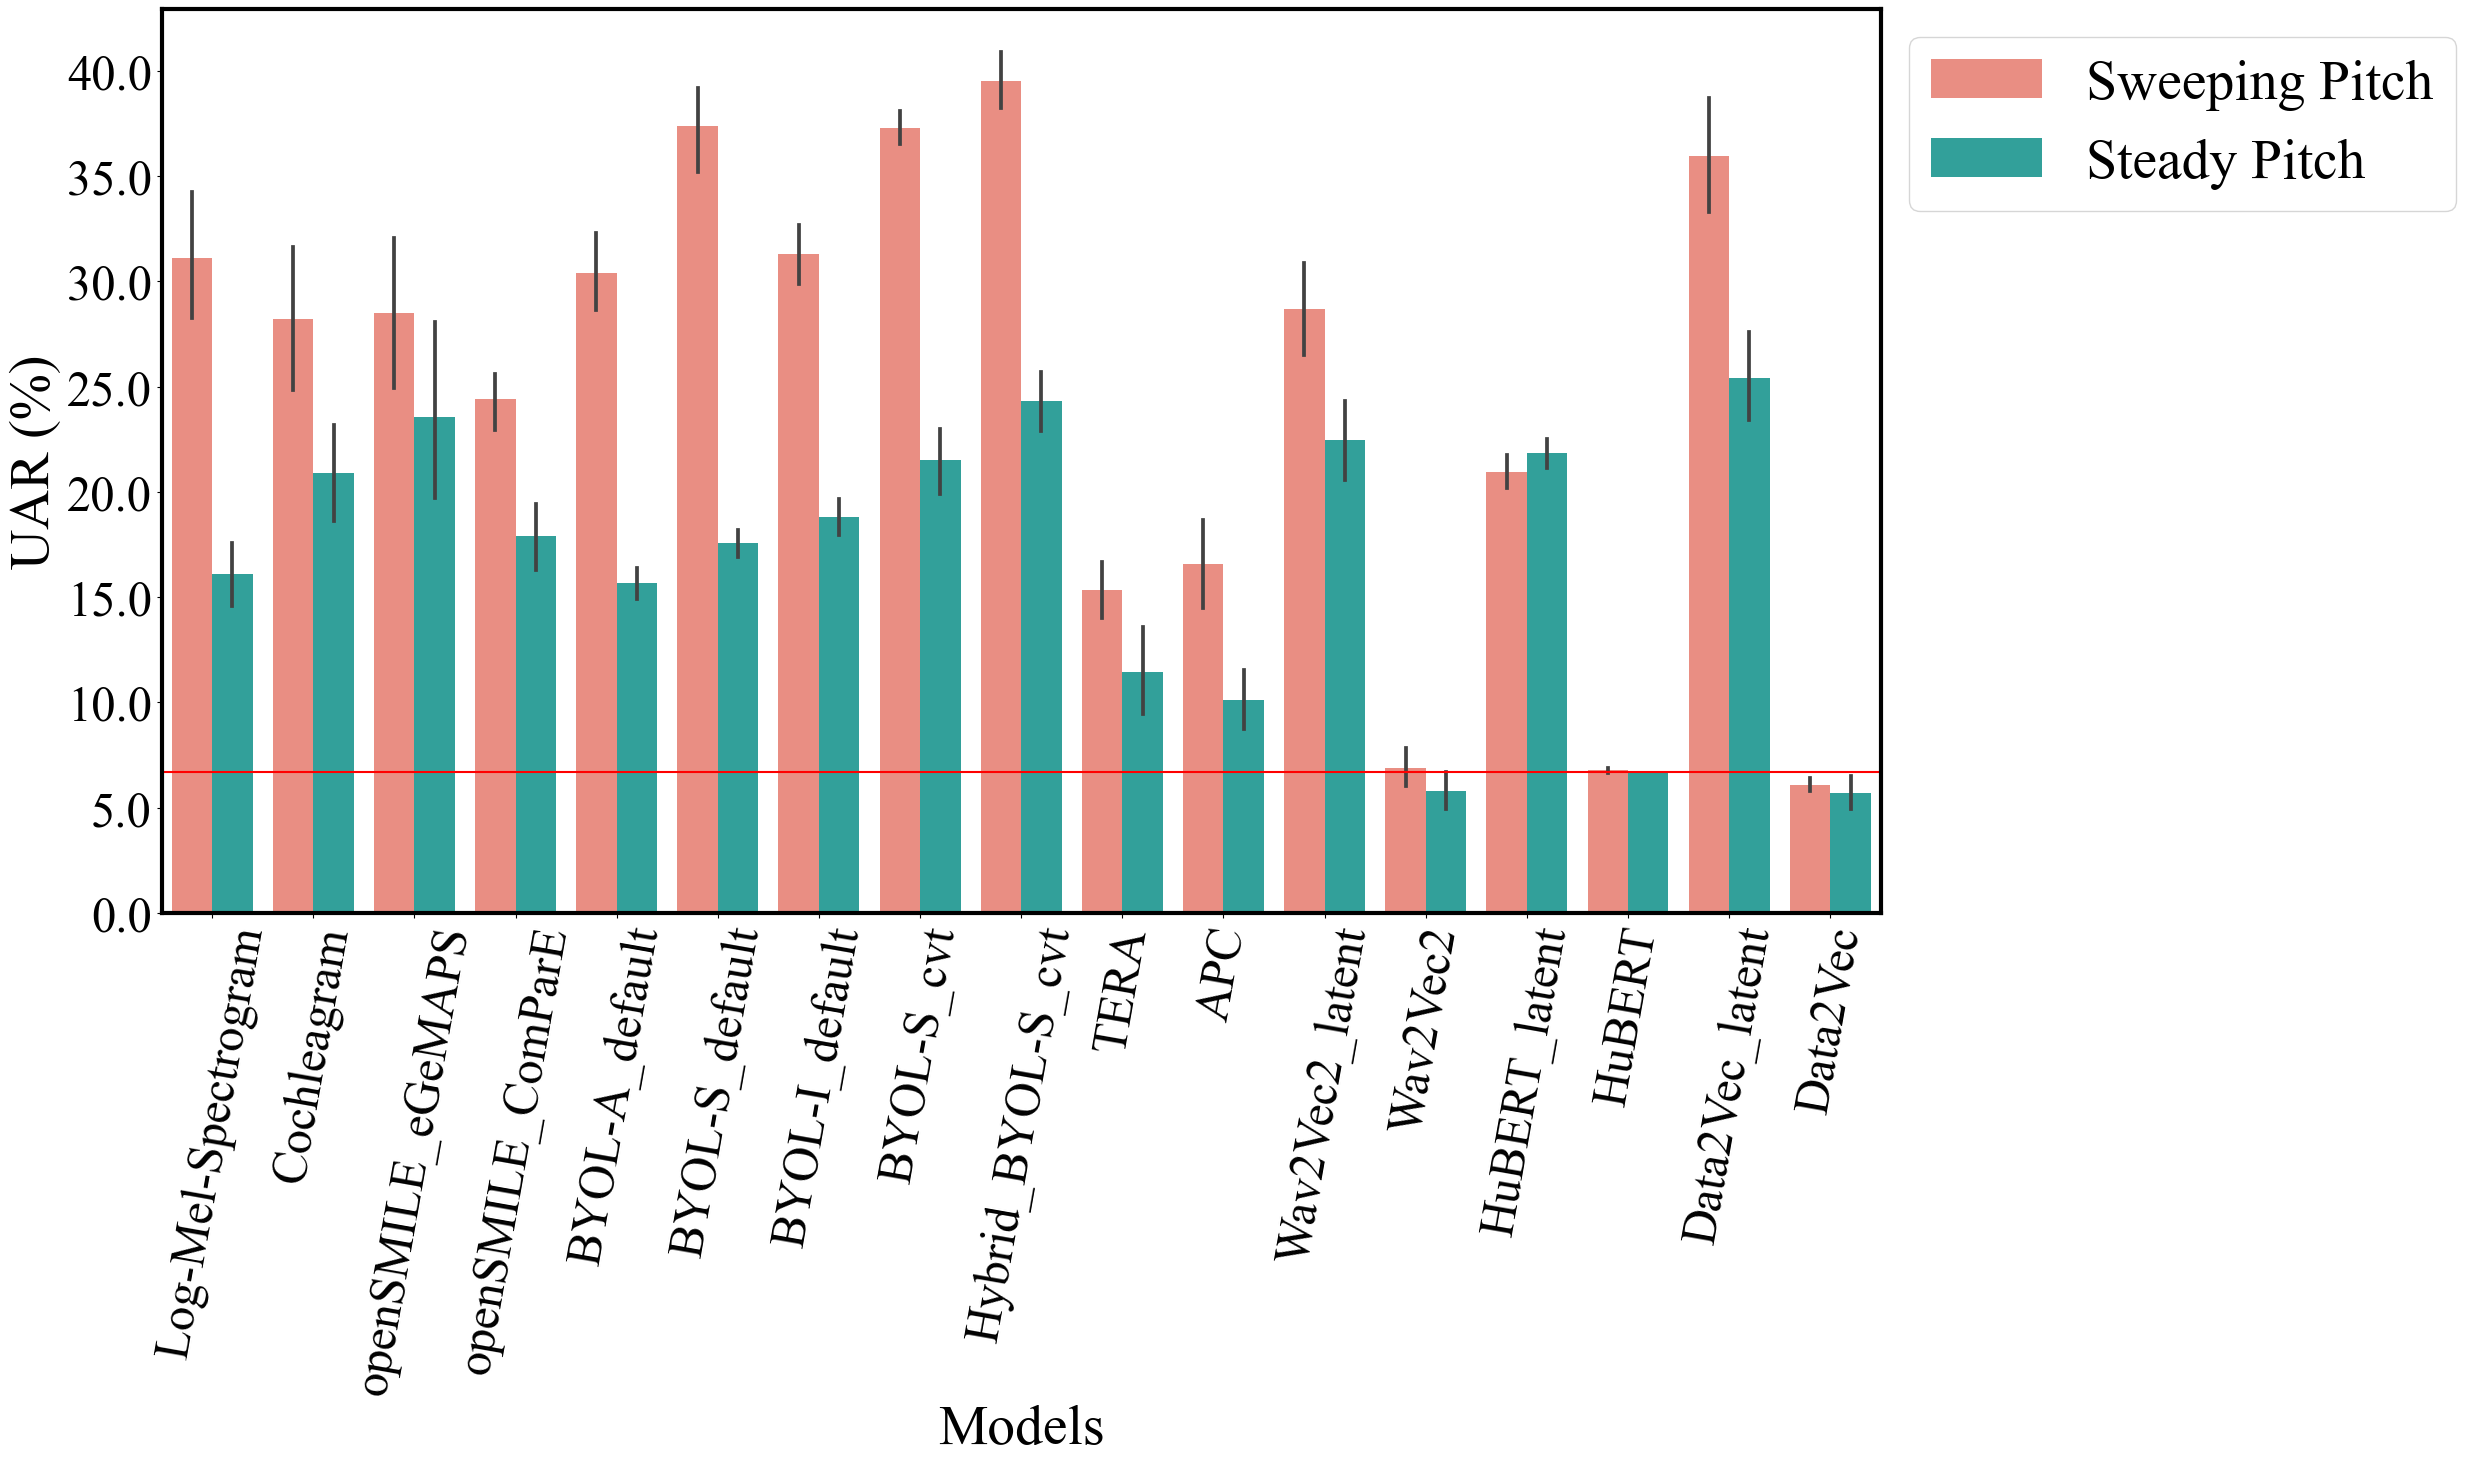 Sweeping Pitch
Steady Pitch
UAR (%)
40.0
35.0
30.0
25.0
20.0
15.0
10.0
5.0
0.0
Log-Mel-Spectrogram
Cochleagram
openSMILE_eGeMAPS
openSMILE_ComParE
BYOL-A_default
BYOL-S_default
BYOL-I_default
BYOL-S_cvt
Hybrid_BYOL-S_cvt
TERA
APC
Wav2Vec2_latent
Wav2Vec2
HuBERT_latent
HuBERT
Data2Vec_latent
Data2Vec
Models